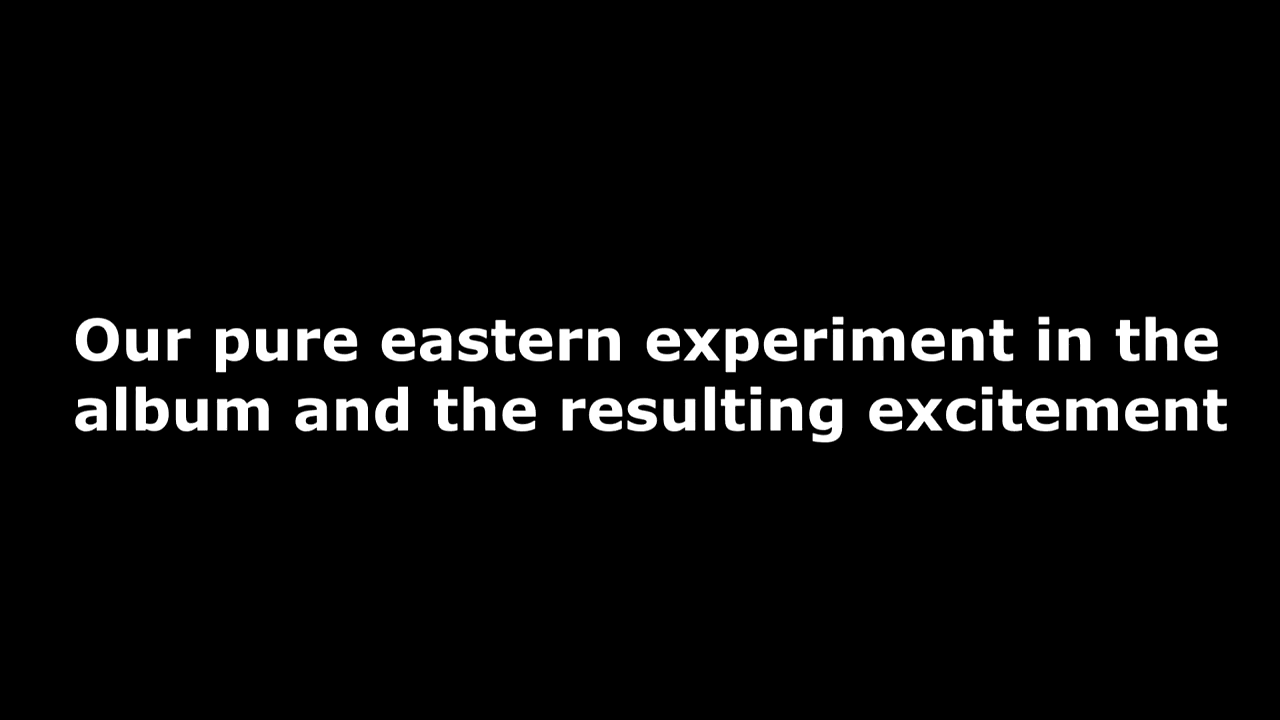 Our pure eastern experiment in the
album and the resulting excitement